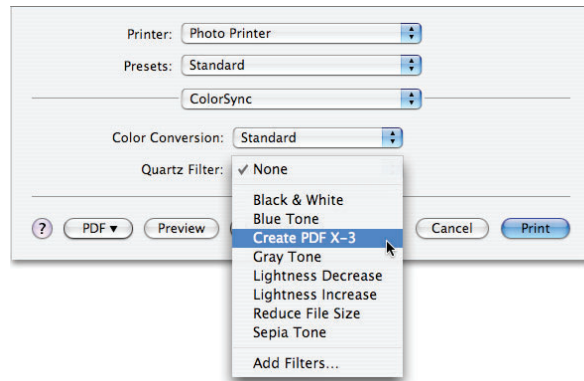 Printer: Photo Printer
Presets: Standard
ColorSync
Color Conversion: Standard
Quartz Filter: ✓ None
Black & White
Blue Tone
Create PDF X-3
Gray Tone
Lightness Decrease
Lightness Increase
Reduce File Size
Sepia Tone
Add Filters...
? PDF ▼ Preview Cancel Print